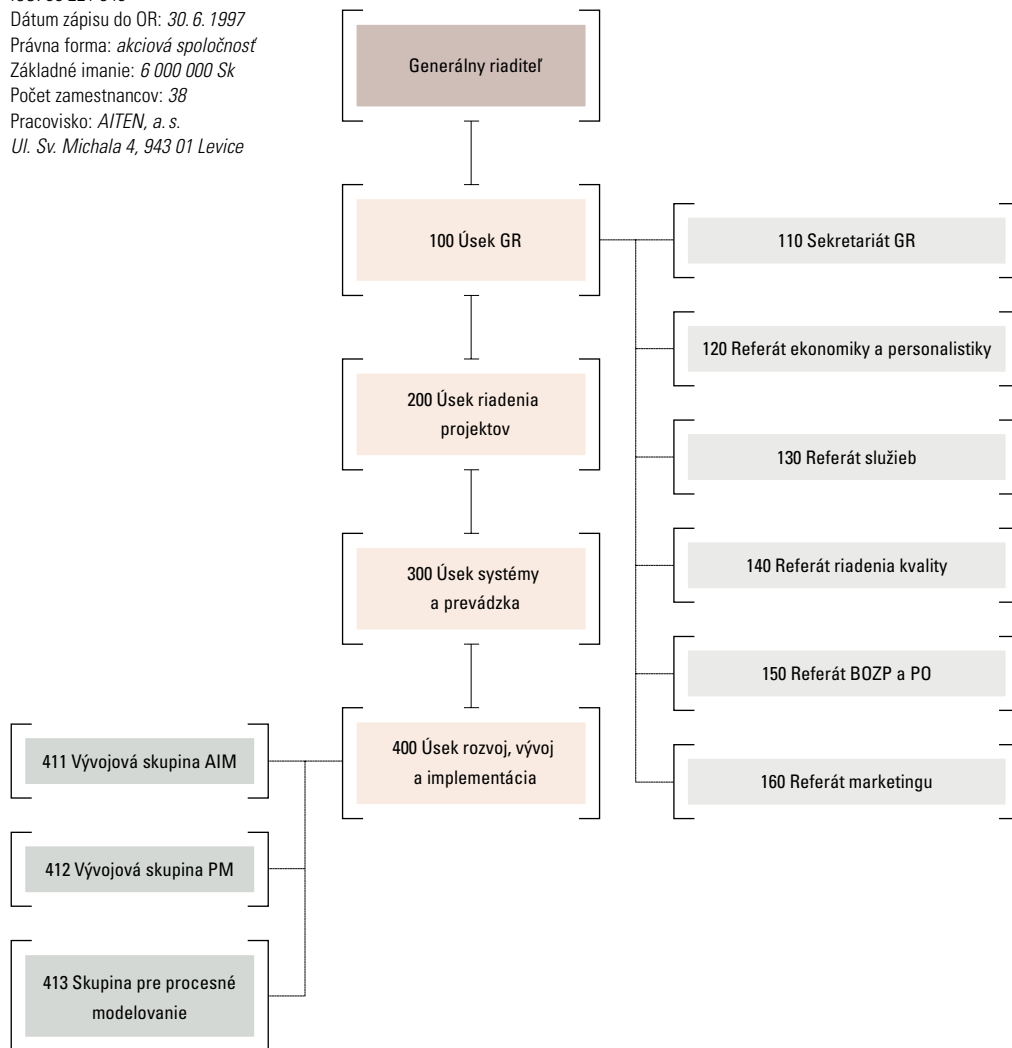 Dátum zápisu do OR: 30. 6. 1997
Právna forma: akciová spoločnosť
Základné imanie: 6 000 000 Sk
Počet zamestnancov: 38
Pracovisko: AITEN, a. s.
Ul. Sv. Michala 4, 943 01 Levice
Generálny riaditeľ
100 Úsek GR
110 Sekretariát GR
120 Referát ekonomiky a personalistiky
200 Úsek riadenia
projektov
130 Referát služieb
300 Úsek systémy
a prevádzka
140 Referát riadenia kvality
150 Referát BOZP a PO
400 Úsek rozvoj, vývoj
a implementácia
160 Referát marketingu
411 Vývojová skupina AIM
412 Vývojová skupina PM
413 Skupina pre procesné
modelovanie